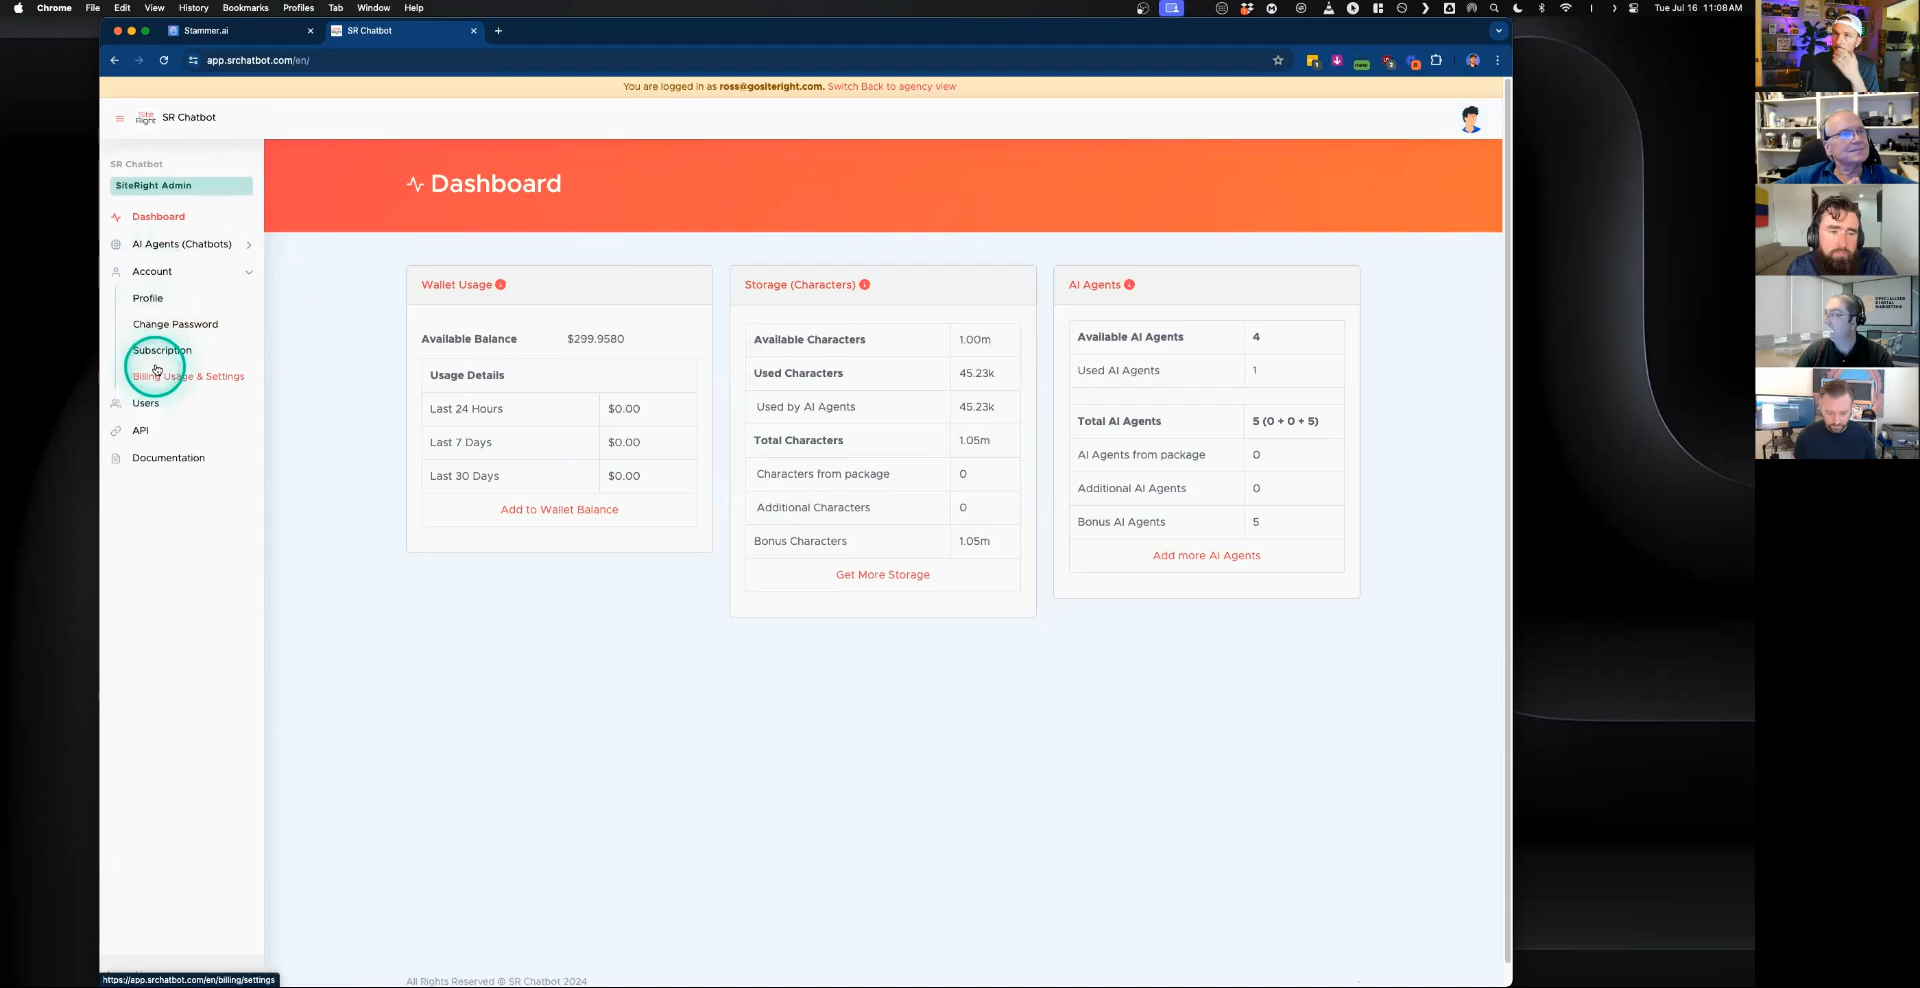 Chrome File Edit View History Bookmarks Profiles Tab Window Help
Tue Jul 16 11:08 AM
Stammer.ai
SR Chatbot
app.srchatbot.com/en/
You are logged in as ross@gositeright.com. Switch Back to agency view
Site Right
SR Chatbot
SR Chatbot
SiteRight Admin
Dashboard
AI Agents (Chatbots)
Account
Profile
Change Password
Subscription
Billing Usage & Settings
Users
API
Documentation
Dashboard
Wallet Usage
Available Balance $299.9580
Usage Details
Last 24 Hours $0.00
Last 7 Days $0.00
Last 30 Days $0.00
Add to Wallet Balance
Storage (Characters)
Available Characters 1.00m
Used Characters 45.23k
Used by AI Agents 45.23k
Total Characters 1.05m
Characters from package 0
Additional Characters 0
Bonus Characters 1.05m
Get More Storage
AI Agents
Available AI Agents 4
Used AI Agents 1
Total AI Agents 5 (0 + 0 + 5)
AI Agents from package 0
Additional AI Agents 0
Bonus AI Agents 5
Add more AI Agents
All Rights Reserved © SR Chatbot 2024
https://app.srchatbot.com/en/billing/settings
SPECIALIZED
DIGITAL
MARKETING